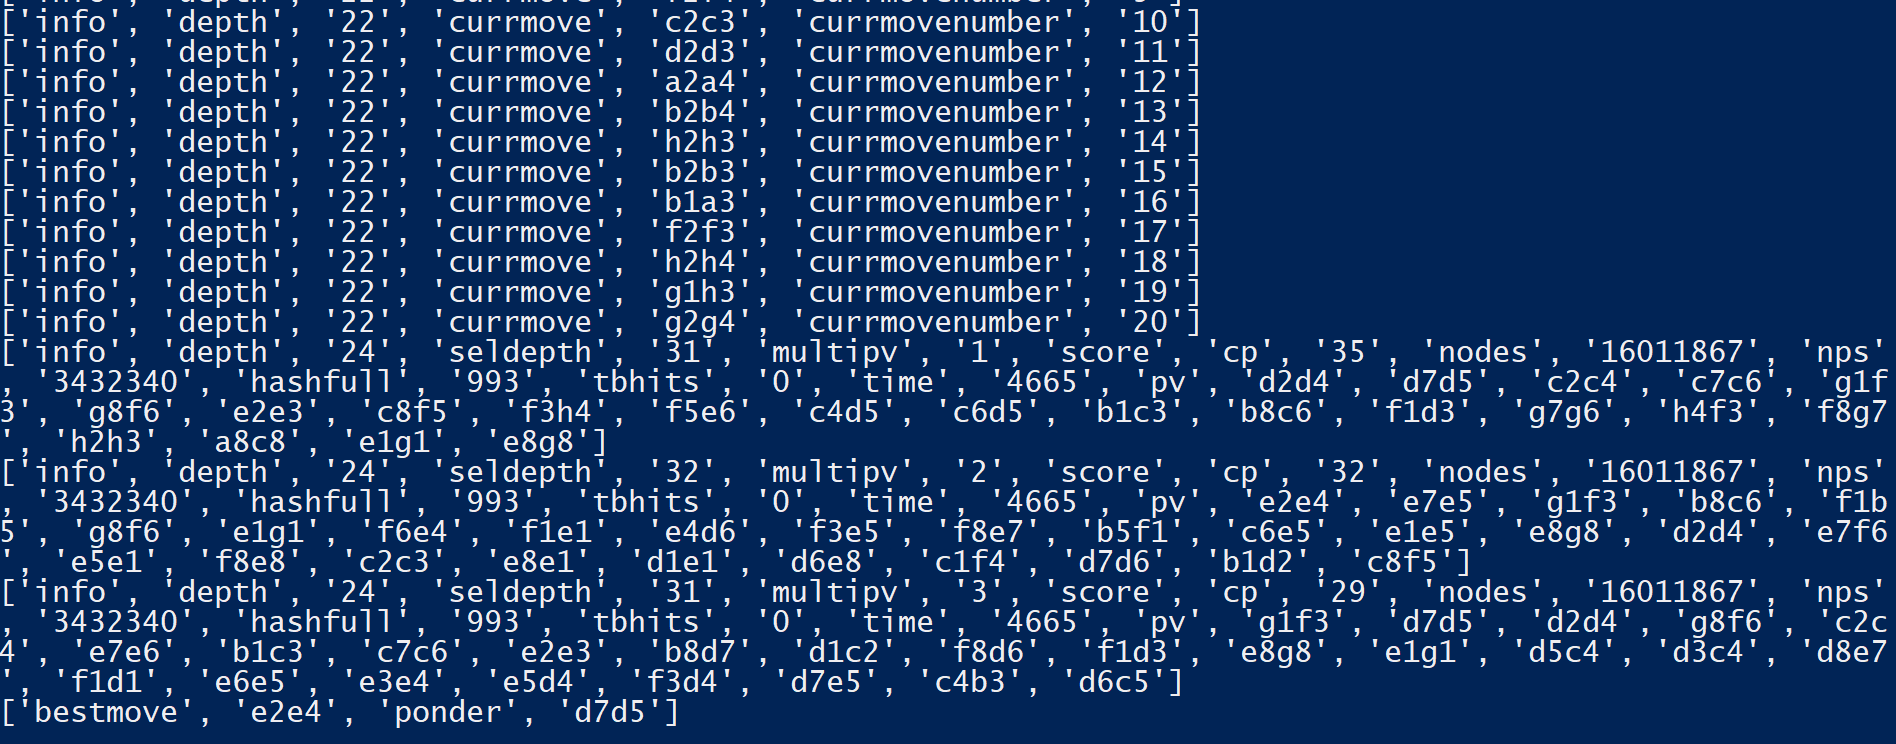 ['info', 'depth', '22', 'currmove', 'c2c3', 'currmovenumber', '10']
['info', 'depth', '22', 'currmove', 'd2d3', 'currmovenumber', '11']
['info', 'depth', '22', 'currmove', 'a2a4', 'currmovenumber', '12']
['info', 'depth', '22', 'currmove', 'b2b4', 'currmovenumber', '13']
['info', 'depth', '22', 'currmove', 'h2h3', 'currmovenumber', '14']
['info', 'depth', '22', 'currmove', 'b2b3', 'currmovenumber', '15']
['info', 'depth', '22', 'currmove', 'b1a3', 'currmovenumber', '16']
['info', 'depth', '22', 'currmove', 'f2f3', 'currmovenumber', '17']
['info', 'depth', '22', 'currmove', 'h2h4', 'currmovenumber', '18']
['info', 'depth', '22', 'currmove', 'g1h3', 'currmovenumber', '19']
['info', 'depth', '22', 'currmove', 'g2g4', 'currmovenumber', '20']
['info', 'depth', '24', 'seldepth', '31', 'multipv', '1', 'score', 'cp', '35', 'nodes', '16011867', 'nps'
, '3432340', 'hashfull', '993', 'tbhits', '0', 'time', '4665', 'pv', 'd2d4', 'd7d5', 'c2c4', 'c7c6', 'g1f
3', 'g8f6', 'e2e3', 'c8f5', 'f3h4', 'f5e6', 'c4d5', 'c6d5', 'b1c3', 'b8c6', 'f1d3', 'g7g6', 'h4f3', 'f8g7
', 'h2h3', 'a8c8', 'e1g1', 'e8g8']
['info', 'depth', '24', 'seldepth', '32', 'multipv', '2', 'score', 'cp', '32', 'nodes', '16011867', 'nps'
, '3432340', 'hashfull', '993', 'tbhits', '0', 'time', '4665', 'pv', 'e2e4', 'e7e5', 'g1f3', 'b8c6', 'f1b
5', 'g8f6', 'e1g1', 'f6e4', 'f1e1', 'e4d6', 'f3e5', 'f8e7', 'b5f1', 'c6e5', 'e1e5', 'e8g8', 'd2d4', 'e7f6
', 'e5e1', 'f8e8', 'c2c3', 'e8e1', 'd1e1', 'd6e8', 'c1f4', 'd7d6', 'b1d2', 'c8f5']
['info', 'depth', '24', 'seldepth', '31', 'multipv', '3', 'score', 'cp', '29', 'nodes', '16011867', 'nps'
, '3432340', 'hashfull', '993', 'tbhits', '0', 'time', '4665', 'pv', 'g1f3', 'd7d5', 'd2d4', 'g8f6', 'c2c
4', 'e7e6', 'b1c3', 'c7c6', 'e2e3', 'b8d7', 'd1c2', 'f8d6', 'f1d3', 'e8g8', 'e1g1', 'd5c4', 'd3c4', 'd8e7
', 'f1d1', 'e6e5', 'e3e4', 'e5d4', 'f3d4', 'd7e5', 'c4b3', 'd6c5']
['bestmove', 'e2e4', 'ponder', 'd7d5']